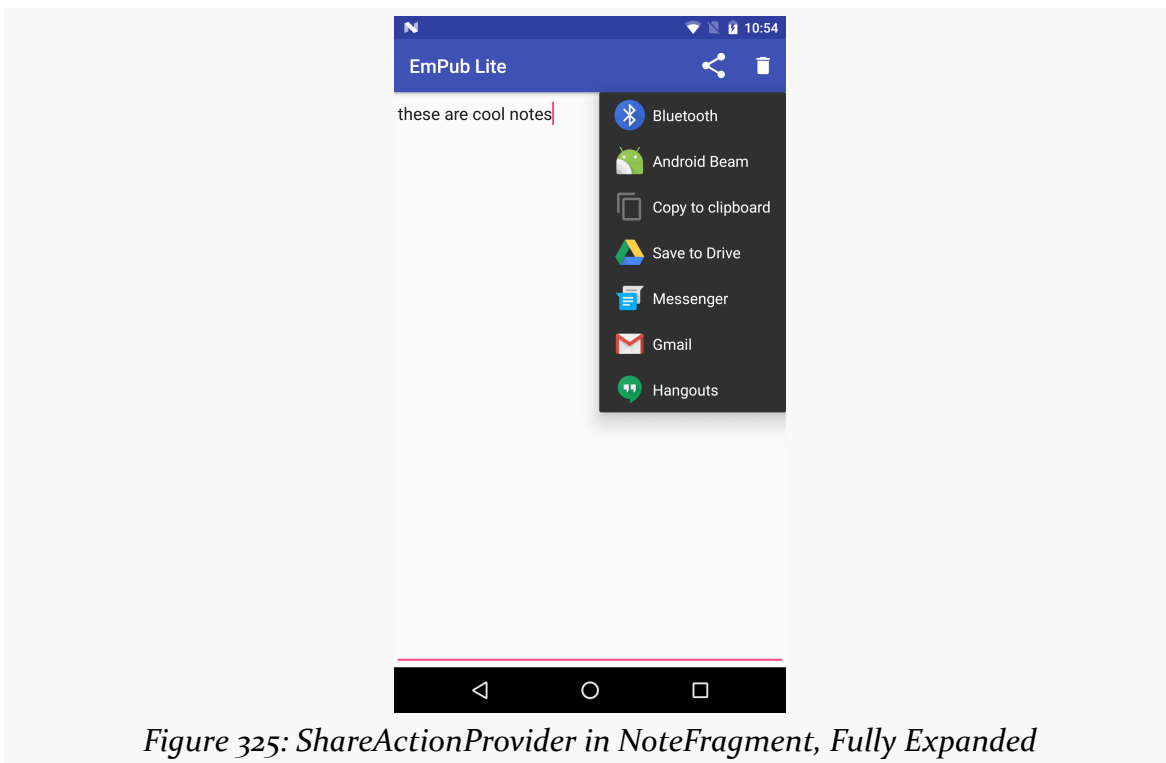 10:54
EmPub Lite
these are cool notes
Bluetooth
Android Beam
Copy to clipboard
Save to Drive
Messenger
Gmail
Hangouts
Figure 325: ShareActionProvider in NoteFragment, Fully Expanded